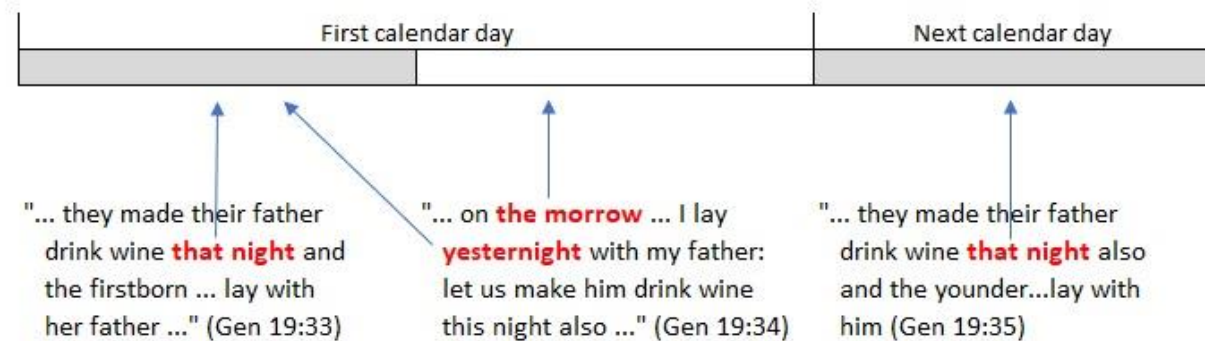 First calendar day
Next calendar day
"... they made their father
drink wine that night and
the firstborn ... lay with
her father ..." (Gen 19:33)
"... on the morrow ... I lay
yesternight with my father:
let us make him drink wine
this night also ..." (Gen 19:34)
"... they made their father
drink wine that night also
and the younder...lay with
him (Gen 19:35)